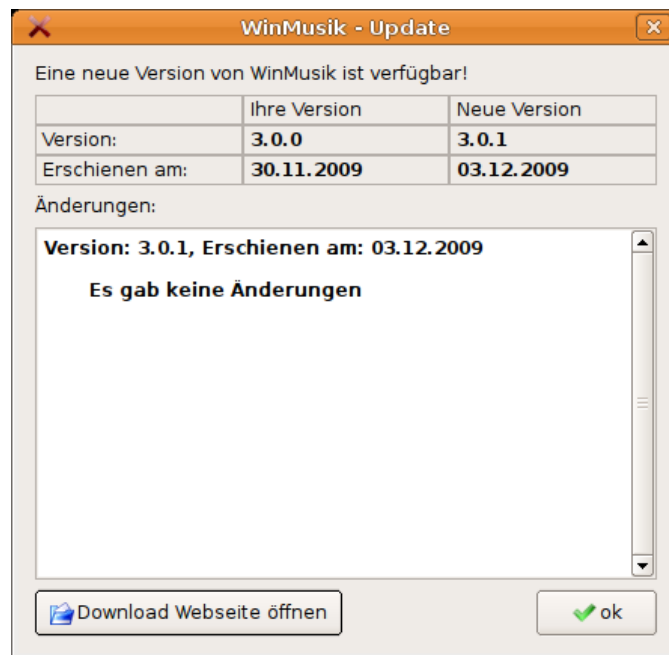 WinMusik - Update
Eine neue Version von WinMusik ist verfügbar!
Ihre Version Neue Version
Version: 3.0.0 3.0.1
Erschienen am: 30.11.2009 03.12.2009
Änderungen:
Version: 3.0.1, Erschienen am: 03.12.2009
Es gab keine Änderungen
Download Webseite öffnen ok